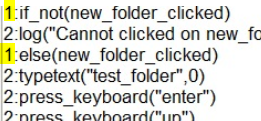 1:if_not(new_folder_clicked)
2:log("Cannot clicked on new_fo
1:else(new_folder_clicked)
2:typetext("test_folder",0)
2:press_keyboard("enter")
2:press_keyboard("up")